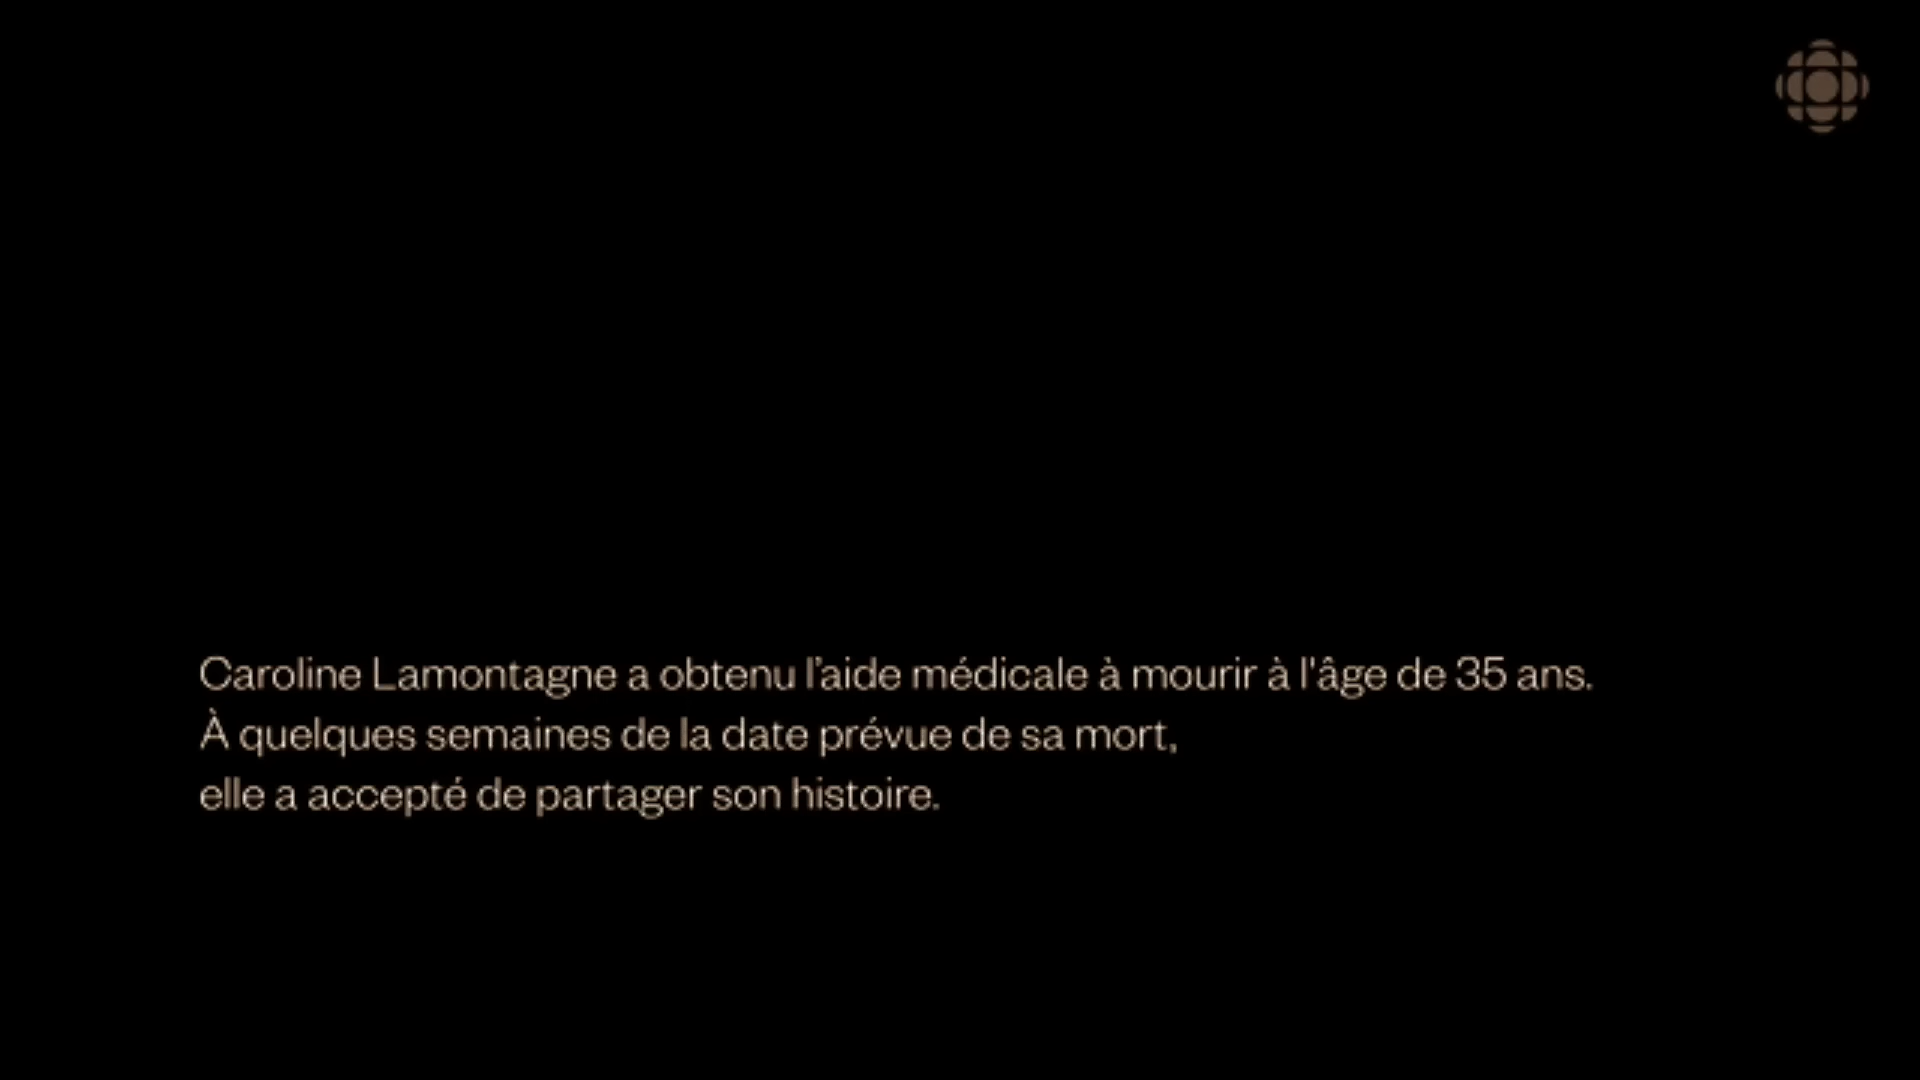 Caroline Lamontagne a obtenu l’aide médicale à mourir à l'âge de 35 ans.
À quelques semaines de la date prévue de sa mort,
elle a accepté de partager son histoire.